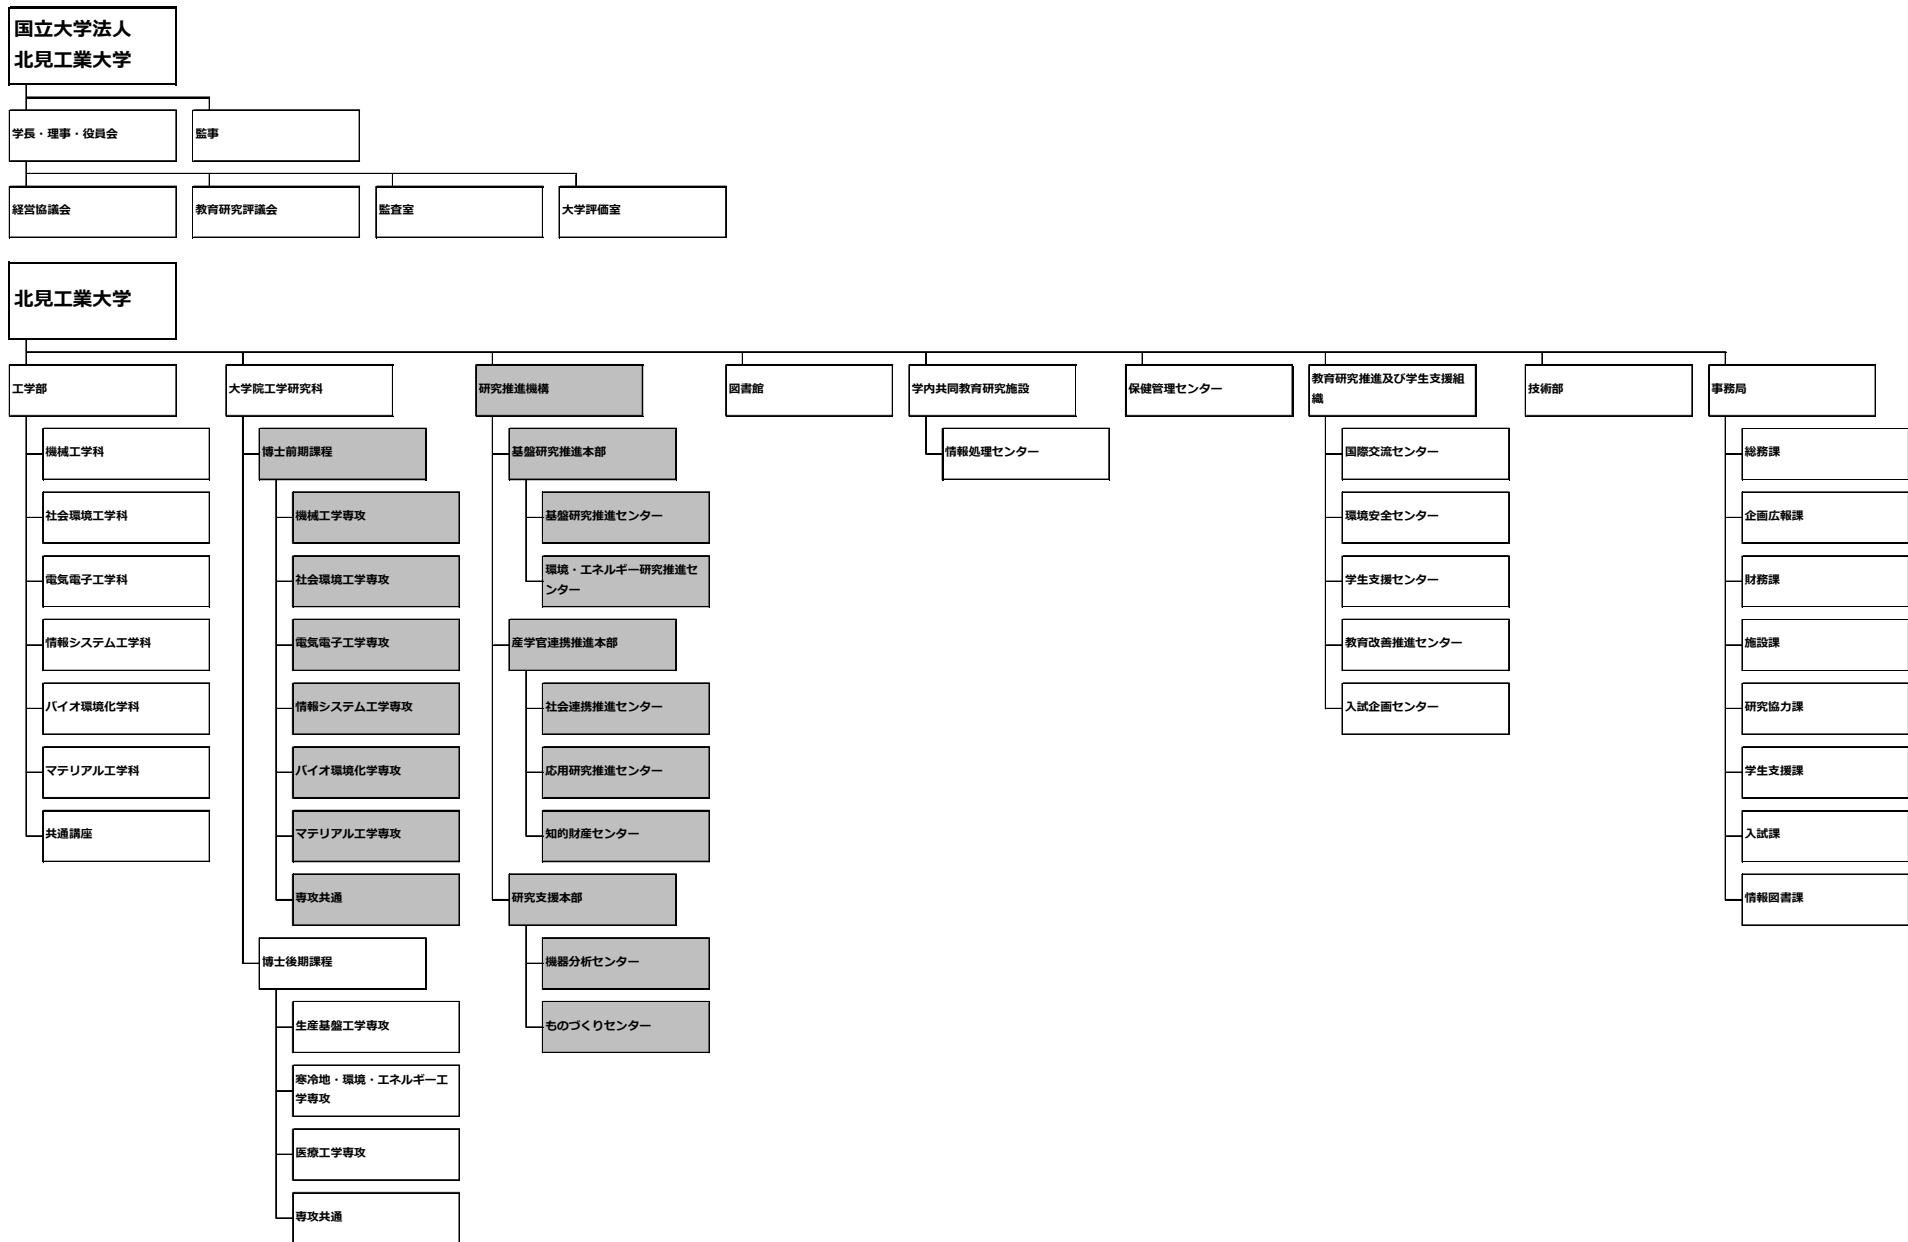 国立大学法人
北見工業大学
学長・理事・役員会
監事
経営協議会
教育研究評議会
監査室
大学評価室
北見工業大学
工学部
機械工学科
社会環境工学科
電気電子工学科
情報システム工学科
バイオ環境化学科
マテリアル工学科
共通講座
大学院工学研究科
博士前期課程
機械工学専攻
社会環境工学専攻
電気電子工学専攻
情報システム工学専攻
バイオ環境化学専攻
マテリアル工学専攻
専攻共通
博士後期課程
生産基盤工学専攻
寒冷地・環境・エネルギー工
学専攻
医療工学専攻
専攻共通
研究推進機構
基盤研究推進本部
基盤研究推進センター
環境・エネルギー研究推進セ
ンター
産学官連携推進本部
社会連携推進センター
応用研究推進センター
知的財産センター
研究支援本部
機器分析センター
ものづくりセンター
図書館
学内共同教育研究施設
情報処理センター
保健管理センター
教育研究推進及び学生支援組
織
国際交流センター
環境安全センター
学生支援センター
教育改善推進センター
入試企画センター
技術部
事務局
総務課
企画広報課
財務課
施設課
研究協力課
学生支援課
入試課
情報図書課